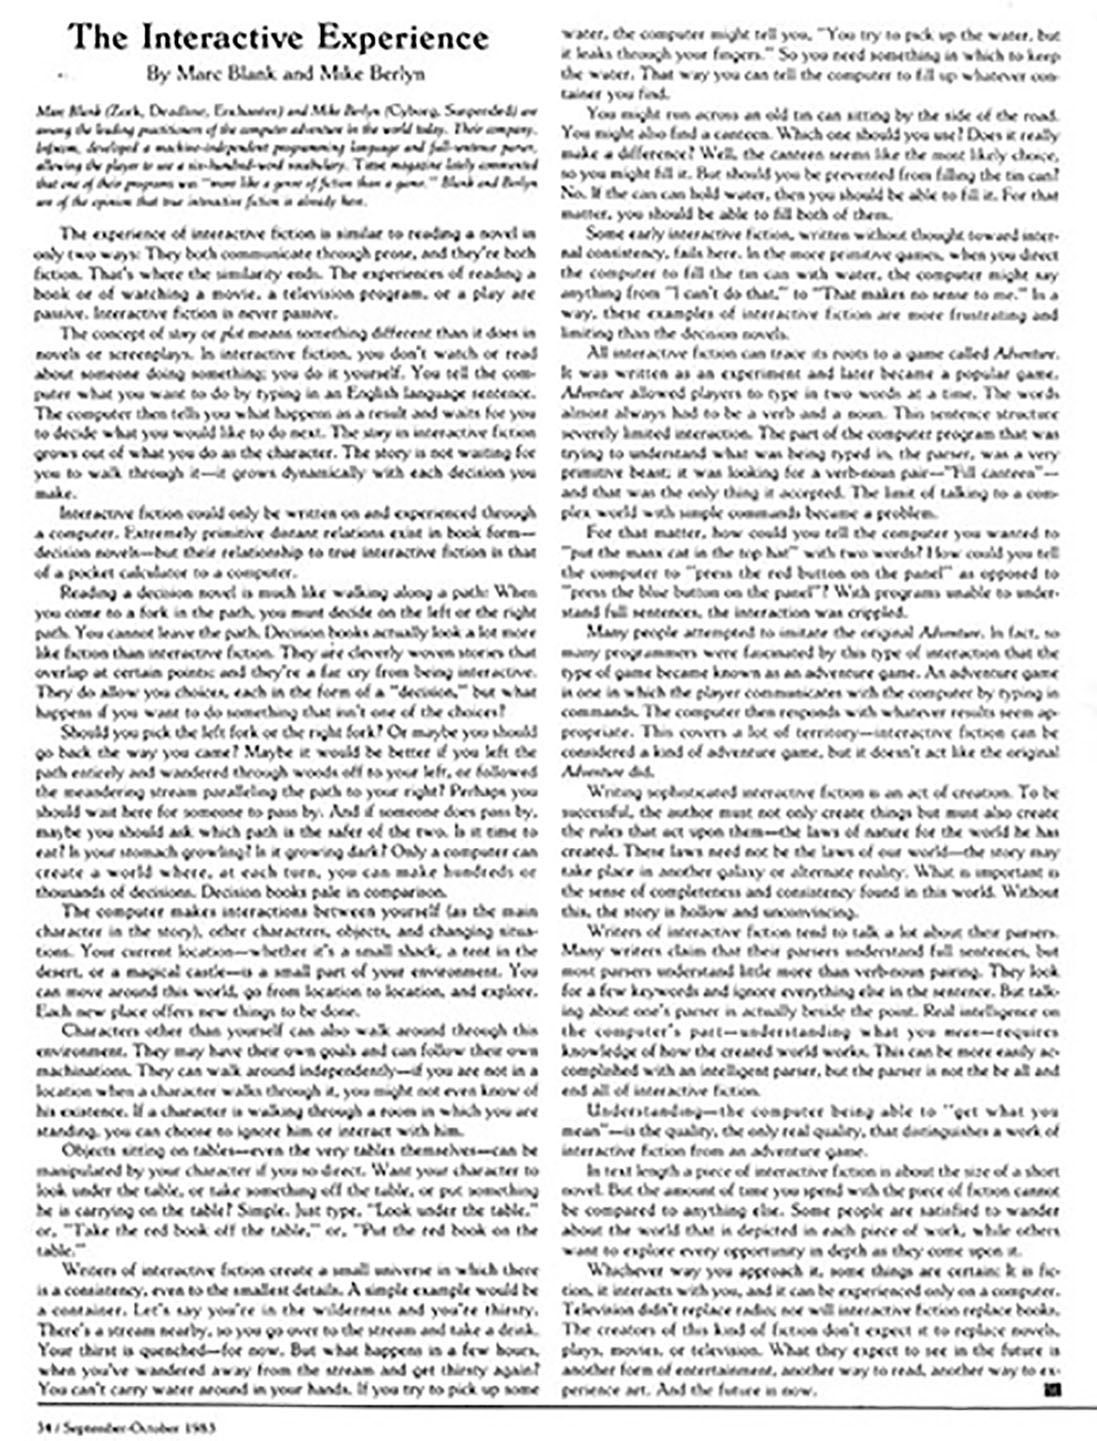 The Interactive Experience
By Marc Blank and Mike Berlyn
Marc Blank (Zork, Deadline, Enchanter) and Mike Berlyn (Cyborg, Suspended) are
among the leading practitioners of the computer adventure in the world today. Their company,
Infocom, developed a machine-independent programming language and full-sentence parser,
allowing the player to use a six-hundred-word vocabulary. Time magazine lately commented
that one of their programs was "more like a genre of fiction than a game." Blank and Berlyn
are of the opinion that true interactive fiction is already here.
The experience of interactive fiction is similar to reading a novel in
only two ways: They both communicate through prose, and they're both
fiction. That's where the similarity ends. The experiences of reading a
book or of watching a movie, a television program, or a play are
passive. Interactive fiction is never passive.
The concept of story or plot means something different than it does in
novels or screenplays. In interactive fiction, you don't watch or read
about someone doing something; you do it yourself. You tell the com-
puter what you want to do by typing in an English language sentence.
The computer then tells you what happens as a result and waits for you
to decide what you would like to do next. The story in interactive fiction
grows out of what you do as the character. The story is not waiting for
you to walk through it—it grows dynamically with each decision you
make.
Interactive fiction could only be written on and experienced through
a computer. Extremely primitive distant relations exist in book form—
decision novels—but their relationship to true interactive fiction is that
of a pocket calculator to a computer.
Reading a decision novel is much like walking along a path: When
you come to a fork in the path, you must decide on the left or the right
path. You cannot leave the path. Decision books actually look a lot more
like fiction than interactive fiction. They are cleverly woven stories that
overlap at certain points; and they're a far cry from being interactive.
They do allow you choices, each in the form of a "decision," but what
happens if you want to do something that isn't one of the choices?
Should you pick the left fork or the right fork? Or maybe you should
go back the way you came? Maybe it would be better if you left the
path entirely and wandered through woods off to your left, or followed
the meandering stream paralleling the path to your right? Perhaps you
should wait here for someone to pass by. And if someone does pass by,
maybe you should ask which path is the safer of the two. Is it time to
eat? Is your stomach growling? Is it growing dark? Only a computer can
create a world where, at each turn, you can make hundreds or
thousands of decisions. Decision books pale in comparison.
The computer makes interactions between yourself (as the main
character in the story), other characters, objects, and changing situa-
tions. Your current location—whether it's a small shack, a tent in the
desert, or a magical castle—is a small part of your environment. You
can move around this world, go from location to location, and explore.
Each new place offers new things to be done.
Characters other than yourself can also walk around through this
environment. They may have their own goals and can follow their own
machinations. They can walk around independently—if you are not in a
location when a character walks through it, you might not even know of
his existence. If a character is walking through a room in which you are
standing, you can choose to ignore him or interact with him.
Objects sitting on tables—even the very tables themselves—can be
manipulated by your character if you so direct. Want your character to
look under the table, or take something off the table, or put something
he is carrying on the table? Simple. Just type, "Look under the table,"
or, "Take the red book off the table," or, "Put the red book on the
table."
Writers of interactive fiction create a small universe in which there
is a consistency, even to the smallest details. A simple example would be
a container. Let's say you're in the wilderness and you're thirsty.
There's a stream nearby, so you go over to the stream and take a drink.
Your thirst is quenched—for now. But what happens in a few hours,
when you've wandered away from the stream and get thirsty again?
You can't carry water around in your hands. If you try to pick up some
water, the computer might tell you, "You try to pick up the water, but
it leaks through your fingers." So you need something in which to keep
the water. That way you can tell the computer to fill up whatever con-
tainer you find.
You might run across an old tin can sitting by the side of the road.
You might also find a canteen. Which one should you use? Does it really
make a difference? Well, the canteen seems like the most likely choice,
so you might fill it. But should you be prevented from filling the tin can?
No. If the can can hold water, then you should be able to fill it. For that
matter, you should be able to fill both of them.
Some early interactive fiction, written without thought toward inter-
nal consistency, fails here. In the more primitive games, when you direct
the computer to fill the tin can with water, the computer might say
anything from "I can't do that," to "That makes no sense to me." In a
way, these examples of interactive fiction are more frustrating and
limiting than the decision novels.
All interactive fiction can trace its roots to a game called Adventure.
It was written as an experiment and later became a popular game.
Adventure allowed players to type in two words at a time. The words
almost always had to be a verb and a noun. This sentence structure
severely limited interaction. The part of the computer program that was
trying to understand what was being typed in, the parser, was a very
primitive beast; it was looking for a verb-noun pair—"Fill canteen"—
and that was the only thing it accepted. The limit of talking to a com-
plex world with simple commands became a problem.
For that matter, how could you tell the computer you wanted to
"put the manx cat in the top hat" with two words? How could you tell
the computer to "press the red button on the panel" as opposed to
"press the blue button on the panel"? With programs unable to under-
stand full sentences, the interaction was crippled.
Many people attempted to imitate the original Adventure. In fact, so
many programmers were fascinated by this type of interaction that the
type of game became known as an adventure game. An adventure game
is one in which the player communicates with the computer by typing in
commands. The computer then responds with whatever results seem ap-
propriate. This covers a lot of territory—interactive fiction can be
considered a kind of adventure game, but it doesn't act like the original
Adventure did.
Writing sophisticated interactive fiction is an act of creation. To be
successful, the author must not only create things but must also create
the rules that act upon them—the laws of nature for the world he has
created. These laws need not be the laws of our world—the story may
take place in another galaxy or alternate reality. What is important is
the sense of completeness and consistency found in this world. Without
this, the story is hollow and unconvincing.
Writers of interactive fiction tend to talk a lot about their parsers.
Many writers claim that their parsers understand full sentences, but
most parsers understand little more than verb-noun pairing. They look
for a few keywords and ignore everything else in the sentence. But talk-
ing about one's parser is actually beside the point. Real intelligence on
the computer's part—understanding what you mean—requires
knowledge of how the created world works. This can be more easily ac-
complished with an intelligent parser, but the parser is not the be all and
end all of interactive fiction.
Understanding—the computer being able to "get what you
mean"—is the quality, the only real quality, that distinguishes a work of
interactive fiction from an adventure game.
In text length a piece of interactive fiction is about the size of a short
novel. But the amount of time you spend with the piece of fiction cannot
be compared to anything else. Some people are satisfied to wander
about the world that is depicted in each piece of work, while others
want to explore every opportunity in depth as they come upon it.
Whichever way you approach it, some things are certain: It is fic-
tion, it interacts with you, and it can be experienced only on a computer.
Television didn't replace radio; nor will interactive fiction replace books.
The creators of this kind of fiction don't expect it to replace novels,
plays, movies, or television. What they expect to see in the future is
another form of entertainment, another way to read, another way to ex-
perience art. And the future is now.
34 / September-October 1983